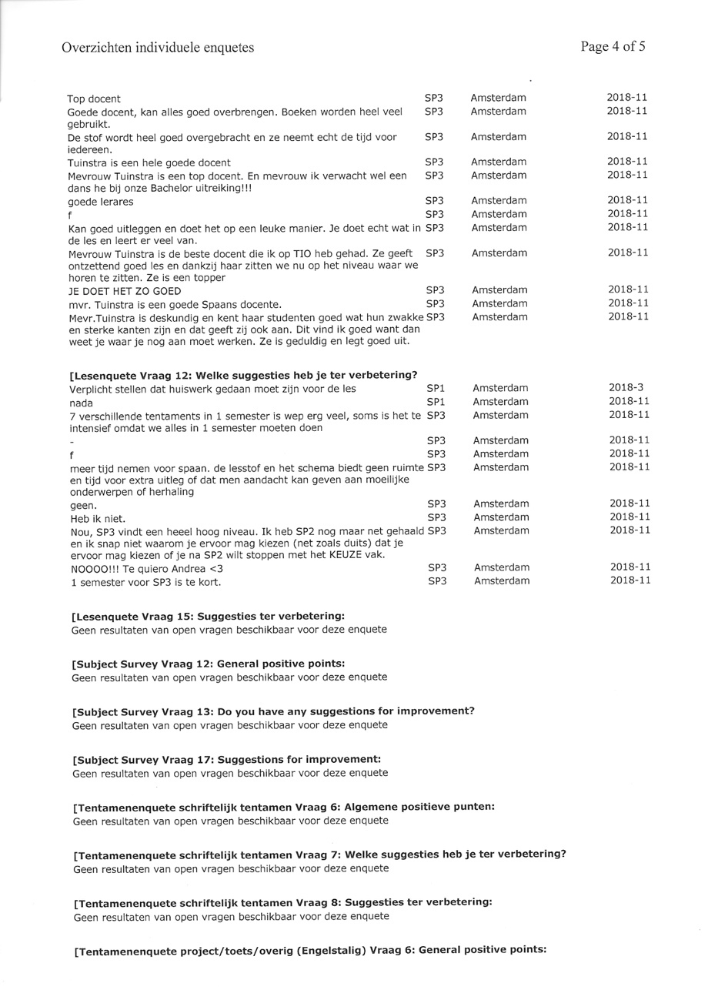 Overzichten individuele enquetes Page 4 of 5
Top docent SP3 Amsterdam 2018-11
Goede docent, kan alles goed overbrengen. Boeken worden heel veel SP3 Amsterdam 2018-11
gebruikt.
De stof wordt heel goed overgebracht en ze neemt echt de tijd voor SP3 Amsterdam 2018-11
iedereen.
Tuinstra is een hele goede docent SP3 Amsterdam 2018-11
Mevrouw Tuinstra is een top docent. En mevrouw ik verwacht wel een SP3 Amsterdam 2018-11
dans he bij onze Bachelor uitreiking!!!
goede lerares SP3 Amsterdam 2018-11
f SP3 Amsterdam 2018-11
Kan goed uitleggen en doet het op een leuke manier. Je doet echt wat in SP3 Amsterdam 2018-11
de les en leert er veel van.
Mevrouw Tuinstra is de beste docent die ik op TIO heb gehad. Ze geeft SP3 Amsterdam 2018-11
ontzettend goed les en dankzij haar zitten we nu op het niveau waar we
horen te zitten. Ze is een topper
JE DOET HET ZO GOED SP3 Amsterdam 2018-11
mvr. Tuinstra is een goede Spaans docente. SP3 Amsterdam 2018-11
Mevr.Tuinstra is deskundig en kent haar studenten goed wat hun zwakke SP3 Amsterdam 2018-11
en sterke kanten zijn en dat geeft zij ook aan. Dit vind ik goed want dan
weet je waar je nog aan moet werken. Ze is geduldig en legt goed uit.
[Lesenquete Vraag 12: Welke suggesties heb je ter verbetering?
Verplicht stellen dat huiswerk gedaan moet zijn voor de les SP1 Amsterdam 2018-3
nada SP1 Amsterdam 2018-11
7 verschillende tentaments in 1 semester is wep erg veel, soms is het te SP3 Amsterdam 2018-11
intensief omdat we alles in 1 semester moeten doen
- SP3 Amsterdam 2018-11
f SP3 Amsterdam 2018-11
meer tijd nemen voor spaan. de lesstof en het schema biedt geen ruimte SP3 Amsterdam 2018-11
en tijd voor extra uitleg of dat men aandacht kan geven aan moeilijke
onderwerpen of herhaling
geen. SP3 Amsterdam 2018-11
Heb ik niet. SP3 Amsterdam 2018-11
Nou, SP3 vindt een heeel hoog niveau. Ik heb SP2 nog maar net gehaald SP3 Amsterdam 2018-11
en ik snap niet waarom je ervoor mag kiezen (net zoals duits) dat je
ervoor mag kiezen of je na SP2 wilt stoppen met het KEUZE vak.
NOOOO!!! Te quiero Andrea <3 SP3 Amsterdam 2018-11
1 semester voor SP3 is te kort. SP3 Amsterdam 2018-11
[Lesenquete Vraag 15: Suggesties ter verbetering:
Geen resultaten van open vragen beschikbaar voor deze enquete
[Subject Survey Vraag 12: General positive points:
Geen resultaten van open vragen beschikbaar voor deze enquete
[Subject Survey Vraag 13: Do you have any suggestions for improvement?
Geen resultaten van open vragen beschikbaar voor deze enquete
[Subject Survey Vraag 17: Suggestions for improvement:
Geen resultaten van open vragen beschikbaar voor deze enquete
[Tentamenenquete schriftelijk tentamen Vraag 6: Algemene positieve punten:
Geen resultaten van open vragen beschikbaar voor deze enquete
[Tentamenenquete schriftelijk tentamen Vraag 7: Welke suggesties heb je ter verbetering?
Geen resultaten van open vragen beschikbaar voor deze enquete
[Tentamenenquete schriftelijk tentamen Vraag 8: Suggesties ter verbetering:
Geen resultaten van open vragen beschikbaar voor deze enquete
[Tentamenenquete project/toets/overig (Engelstalig) Vraag 6: General positive points: